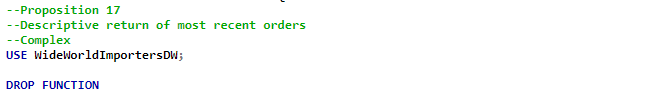 --Proposition 17
--Descriptive return of most recent orders
--Complex
USE WideWorldImportersDW;
DROP FUNCTION